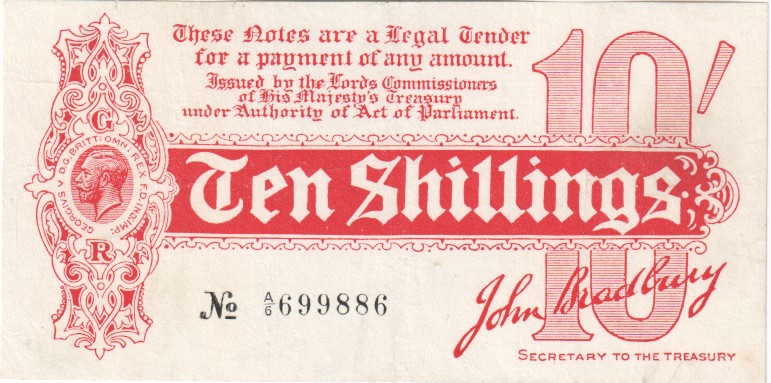 These Notes are a Legal Tender
for a payment of any amount.
Issued by the Lords Commissioners
of His Majesty's Treasury
under Authority of Act of Parliament.
10/
G
GEORGIVS V D.G. BRITT: OMN: REX F.D. IND: IMP:
R
Ten Shillings
No A/6 699886
John Bradbury
SECRETARY TO THE TREASURY